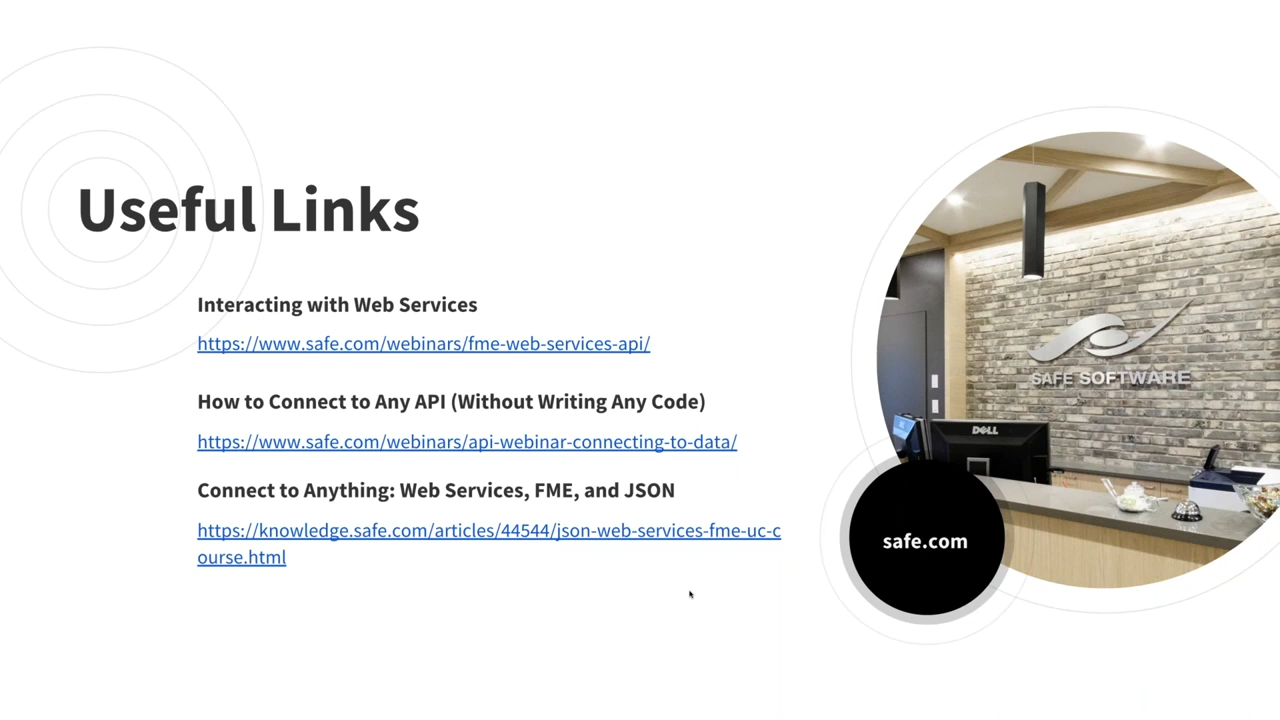 Useful Links
Interacting with Web Services
https://www.safe.com/webinars/fme-web-services-api/
How to Connect to Any API (Without Writing Any Code)
https://www.safe.com/webinars/api-webinar-connecting-to-data/
Connect to Anything: Web Services, FME, and JSON
https://knowledge.safe.com/articles/44544/json-web-services-fme-uc-c
ourse.html
SAFE SOFTWARE
DELL
safe.com